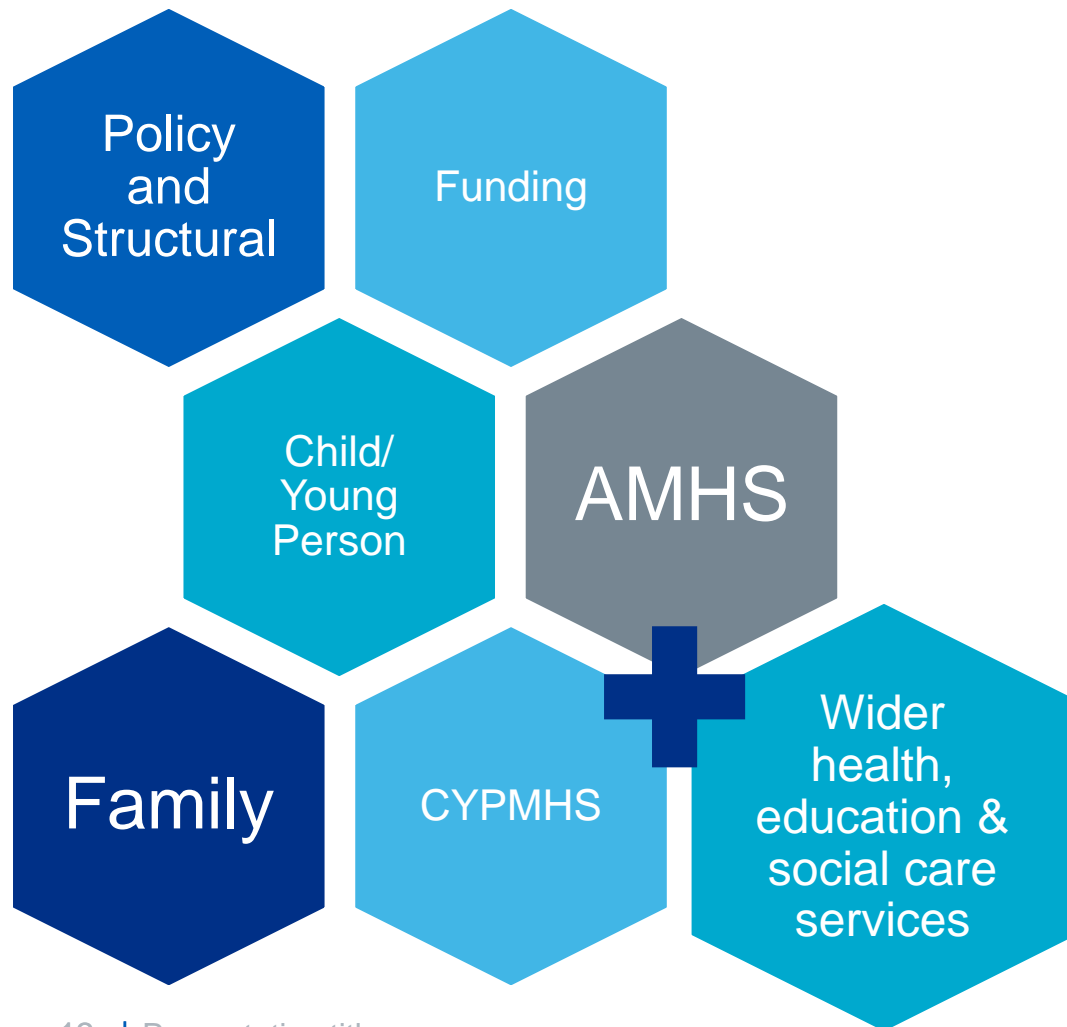 Policy
and
Structural
Funding
Child/
Young
Person
AMHS
Family
CYPMHS
Wider
health,
education &
social care
services